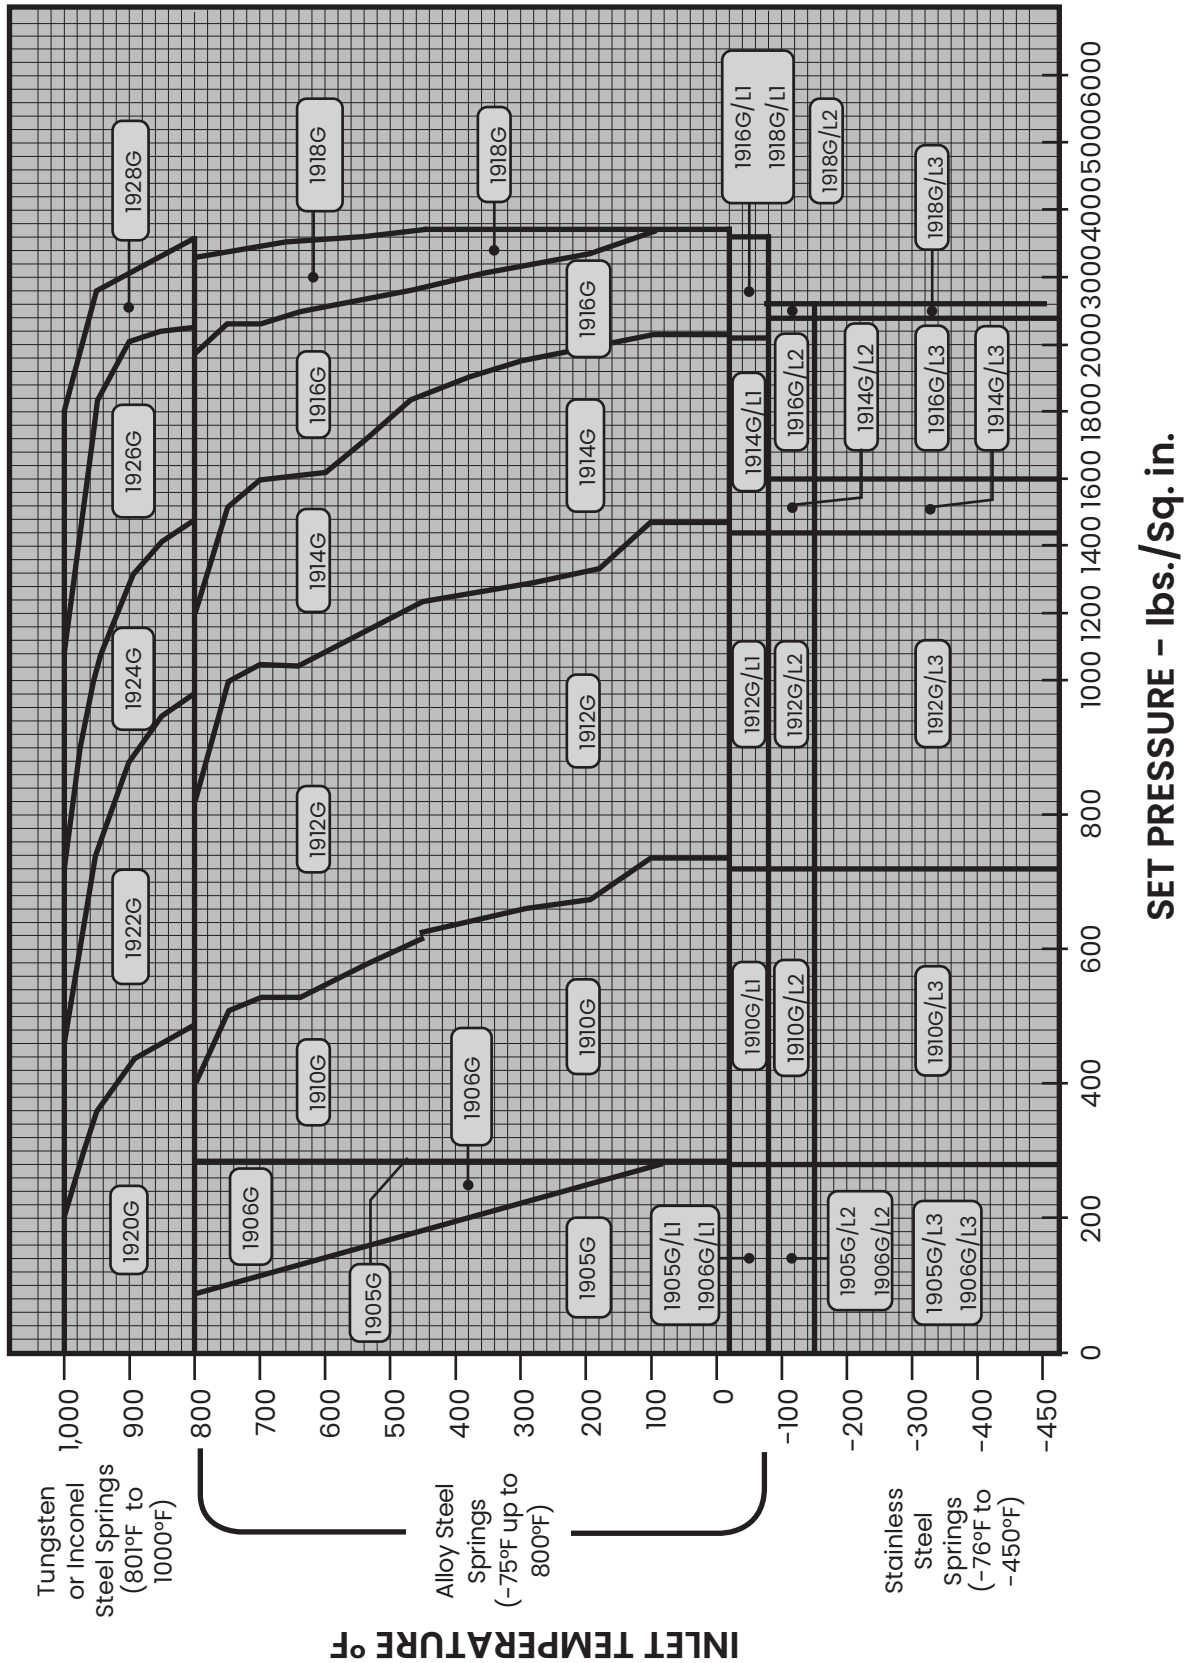 INLET TEMPERATURE °F
Tungsten
or Inconel
Steel Springs
(801°F to
1000°F)
Alloy Steel
Springs
(–75°F up to
800°F)
Stainless
Steel
Springs
(–76°F to
–450°F)
1,000
900
800
700
600
500
400
300
200
100
0
–100
–200
–300
–400
–450
1920G
1922G
1924G
1926G
1928G
1906G
1910G
1912G
1914G
1916G
1918G
1905G
1906G
1918G
1905G
1910G
1912G
1914G
1916G
1905G/L1
1906G/L1
1910G/L1
1912G/L1
1914G/L1
1916G/L1
1918G/L1
1910G/L2
1912G/L2
1916G/L2
1918G/L2
1905G/L2
1906G/L2
1914G/L2
1905G/L3
1906G/L3
1910G/L3
1912G/L3
1916G/L3
1918G/L3
1914G/L3
0 200 400 600 800 1000 1200 1400 1600 1800 2000 3000 4000 5000 6000
SET PRESSURE – lbs./Sq. in.